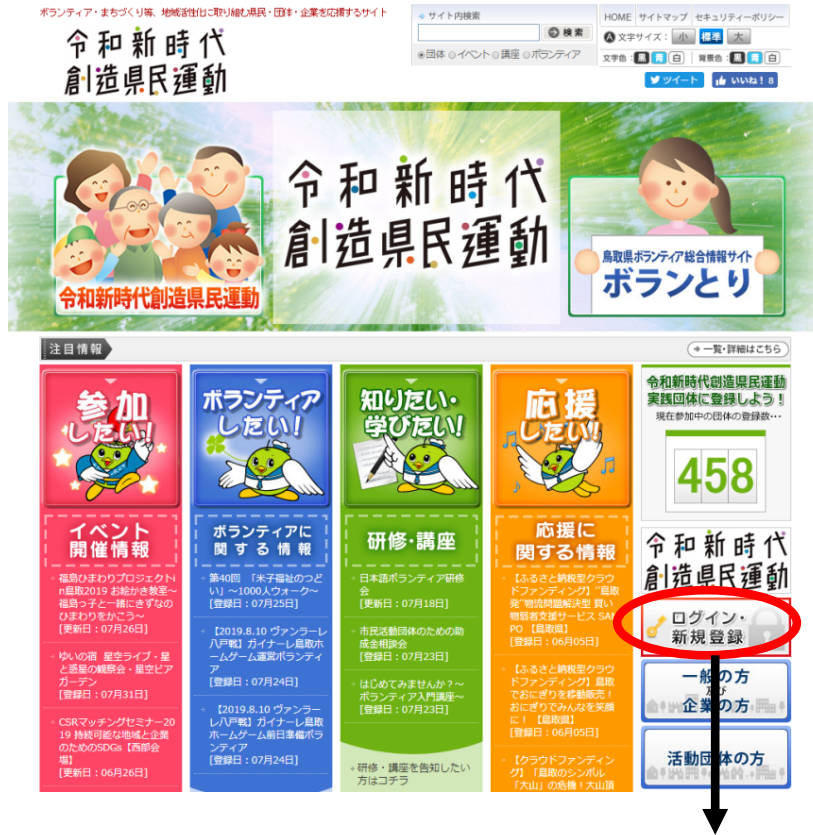 ボランティア・まちづくり等、地域活性化に取り組む県民・団体・企業を応援するサイト
令和新時代
創造県民運動
サイト内検索
検索
団体 イベント 講座 ボランティア
HOME サイトマップ セキュリティーポリシー
A 文字サイズ： 小 標準 大
文字色：黒 青 白 背景色：黒 青 白
ツイート いいね！ 8
令和新時代創造県民運動
令和新時代
創造県民運動
鳥取県ボランティア総合情報サイト
ボランとり
注目情報
一覧・詳細はこちら
参加
したい！
イベント
開催情報
福島ひまわりプロジェクトi
n鳥取2019 お絵かき教室～
福島っ子と一緒にきずなの
ひまわりをかこう～
[更新日：07月26日]
ゆいの宿 星空ライブ・星
と惑星の観察会・星空ビア
ガーデン
[登録日：07月31日]
CSRマッチングセミナー20
19 持続可能な地域と企業
のためのSDGs【西部会
場】
[更新日：06月26日]
ボランティア
したい！
ボランティアに
関する情報
第40回 「米子福祉のつど
い」～1000人ウォーク～
[登録日：07月25日]
【2019.8.10 ヴァンラーレ
八戸戦】ガイナーレ鳥取ホ
ームゲーム運営ボランティ
ア
[登録日：07月24日]
【2019.8.10 ヴァンラー
レ八戸戦】ガイナーレ鳥取
ホームゲーム前日準備ボラ
ンティア
[登録日：07月24日]
知りたい・
学びたい!
研修・講座
日本語ボランティア研修
会
[更新日：07月18日]
市民活動団体のための助
成金相談会
[登録日：07月23日]
はじめてみませんか？～
ボランティア入門講座～
[登録日：07月23日]
研修・講座を告知したい
方はコチラ
応援
したい!!
応援に
関する情報
【ふるさと納税型クラウ
ドファンディング】"鳥取
発"物流問題解決型 買い
物弱者支援サービス SAN
PO 【鳥取県】
[登録日：06月05日]
【ふるさと納税型クラウ
ドファンディング】鳥取
でおにぎりを移動販売！
おにぎりでみんなを笑顔
に！ 【鳥取県】
[登録日：06月05日]
【クラウドファンディン
グ】「鳥取のシンボル
「大山」の危機！大山頂
令和新時代創造県民運動
実践団体に登録しよう！
現在参加中の団体の登録数…
458
令和新時代
創造県民運動
ログイン・
新規登録
一般の方
及び
企業の方
活動団体の方